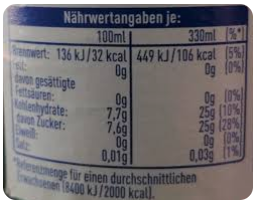 Nährwertangaben je:
100ml 330ml [%*]
Brennwert: 136 kJ/32 kcal 449 kJ/106 kcal (5%)
Fett: 0g 0g (0%)
davon gesättigte
Fettsäuren: 0g 0g (0%)
Kohlenhydrate: 7,7g 25g (10%)
davon Zucker: 7,6g 25g (28%)
Eiweiß: 0g 0g (0%)
Salz: 0,01g 0,03g (1%)
*Referenzmenge für einen durchschnittlichen
Erwachsenen (8400 kJ/2000 kcal).